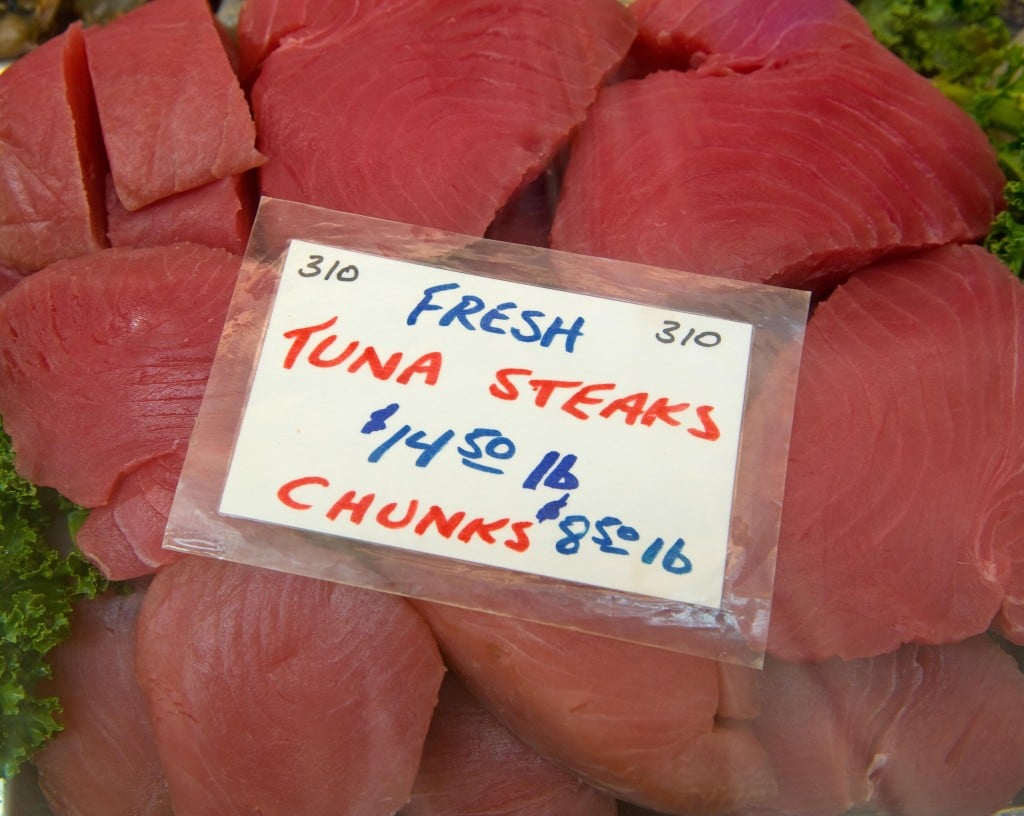 310 FRESH 310
TUNA STEAKS
$14.50 lb
CHUNKS $8.50 lb